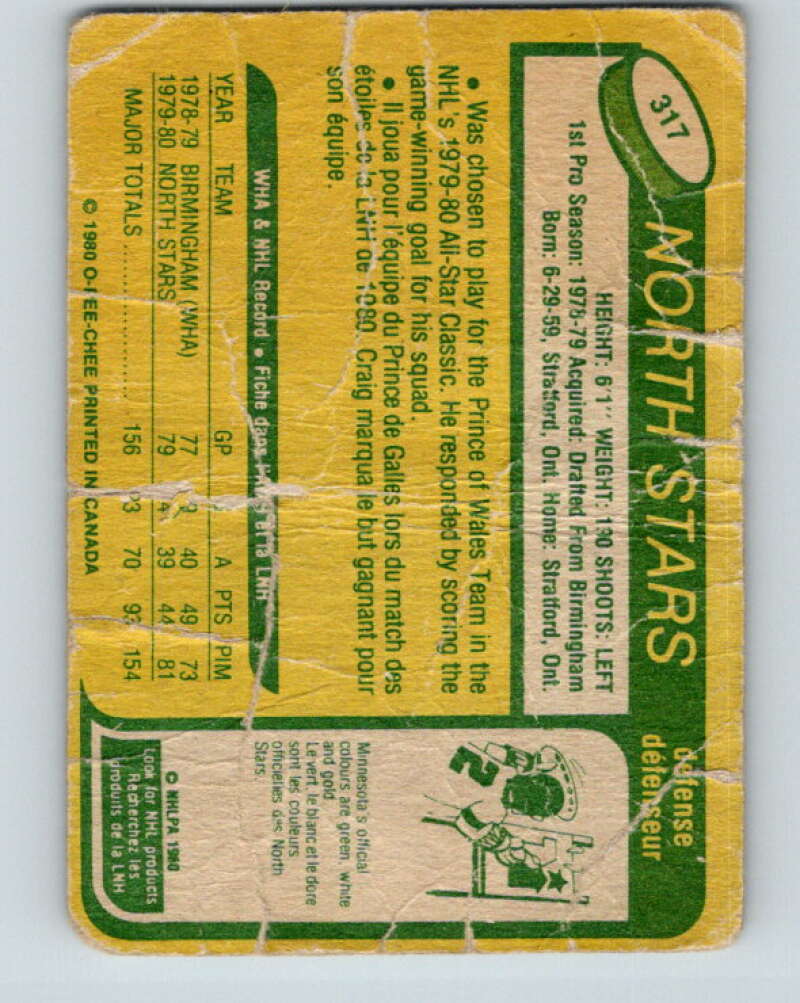 317
NORTH STARS
défense
défenseur
HEIGHT: 6'1" WEIGHT: 190 SHOOTS: LEFT
1st Pro Season: 1978-79 Acquired: Drafted From Birmingham
Born: 6-29-59, Stratford, Ont. Home: Stratford, Ont.
• Was chosen to play for the Prince of Wales Team in the
NHL's 1979-80 All-Star Classic. He responded by scoring the
game-winning goal for his squad.
• Il joua pour l'équipe du Prince de Galles lors du match des
étoiles de la LNH de 1980. Craig marqua le but gagnant pour
son équipe.
WHA & NHL Record • Fiche dans la LNH
YEAR TEAM GP A PTS PIM
1978-79 BIRMINGHAM (WHA) 77 40 49 73
1979-80 NORTH STARS 79 39 44 81
MAJOR TOTALS 156 70 154
© 1980 O-PEE-CHEE PRINTED IN CANADA
2
Minnesota's official
colours are green, white
and gold.
Le vert, le blanc et le doré
sont les couleurs
officielles des North
Stars.
© NHLPA 1980
Look for NHL products
Recherchez les
produits de la LNH